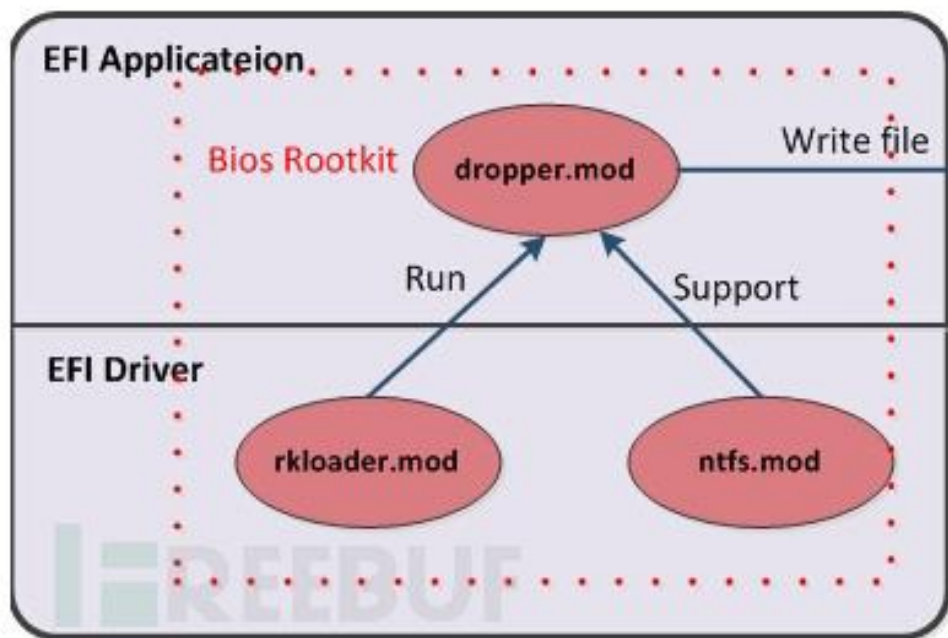 EFI Applicateion
Bios Rootkit
dropper.mod
Write file
Run
Support
EFI Driver
rkloader.mod
ntfs.mod
FREEBUF